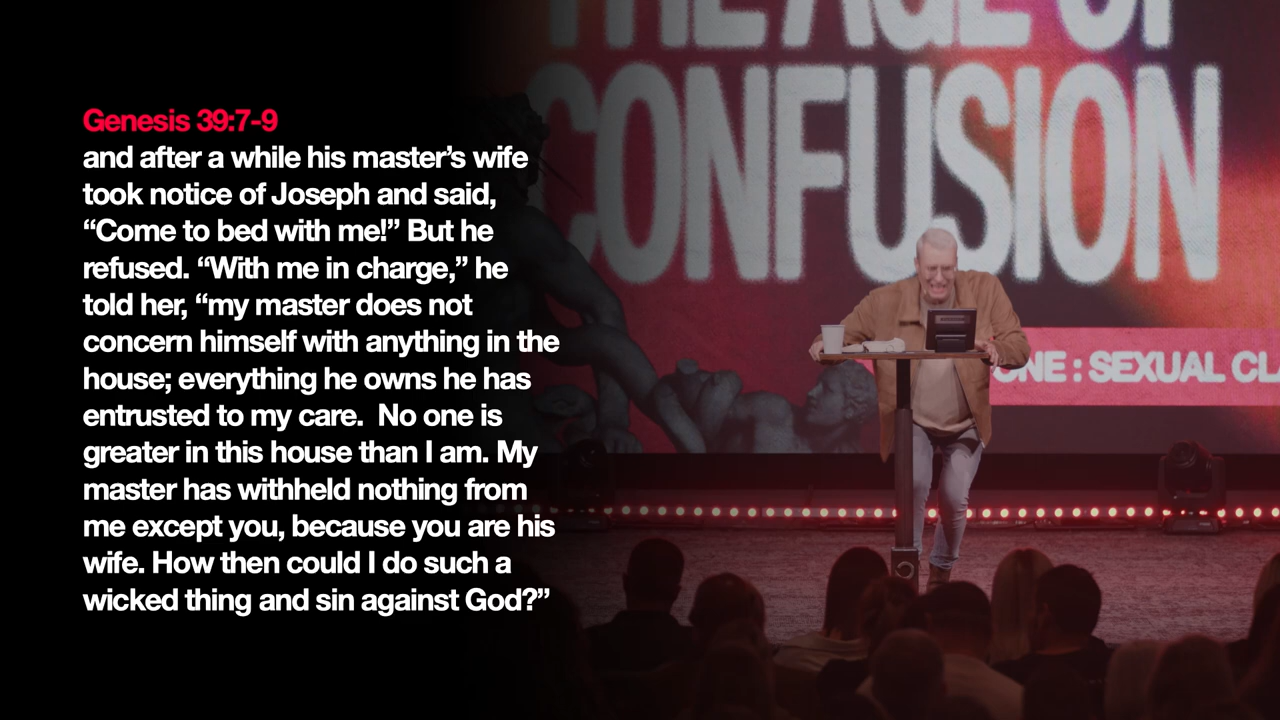 THE AGE OF
CONFUSION
ONE : SEXUAL
Genesis 39:7-9
and after a while his master’s wife
took notice of Joseph and said,
“Come to bed with me!” But he
refused. “With me in charge,” he
told her, “my master does not
concern himself with anything in the
house; everything he owns he has
entrusted to my care.  No one is
greater in this house than I am. My
master has withheld nothing from
me except you, because you are his
wife. How then could I do such a
wicked thing and sin against God?”